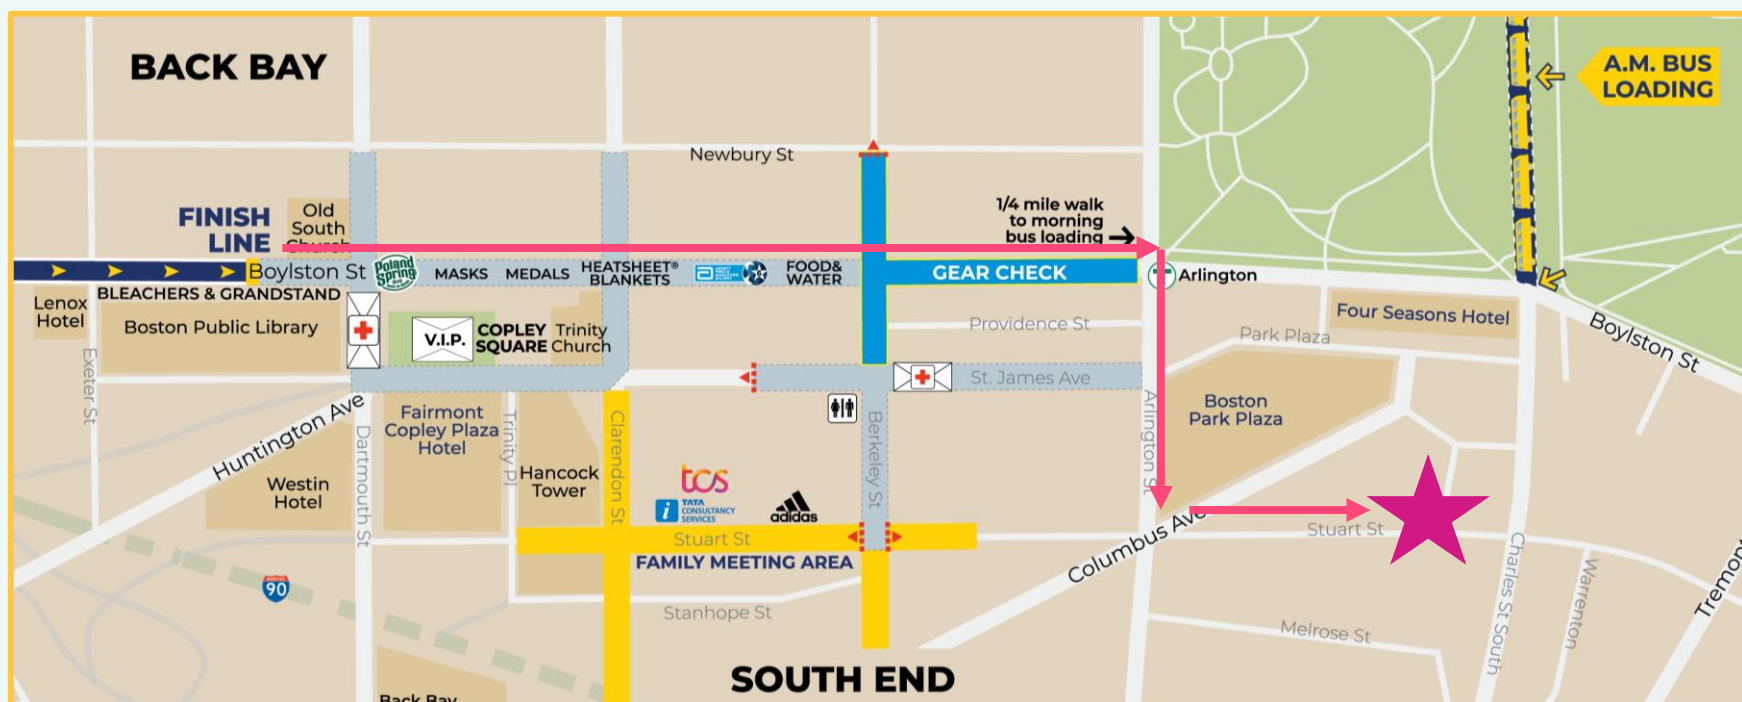 BACK BAY
A.M. BUS
LOADING
Newbury St
1/4 mile walk
to morning
bus loading
FINISH
LINE
Old
South
Church
Boylston St
Poland
Spring
MASKS
MEDALS
HEATSHEET®
BLANKETS
FOOD&
WATER
GEAR CHECK
Arlington
BLEACHERS & GRANDSTAND
Lenox
Hotel
Boston Public Library
V.I.P.
COPLEY
SQUARE
Trinity
Church
Providence St
Four Seasons Hotel
Park Plaza
Boylston St
Exeter St
St. James Ave
Huntington Ave
Fairmont
Copley Plaza
Hotel
Dartmouth St
Trinity Pl
Clarendon St
Berkeley St
Arlington St
Boston
Park Plaza
Westin
Hotel
Hancock
Tower
tcs
TATA
CONSULTANCY
SERVICES
i
adidas
Stuart St
FAMILY MEETING AREA
Columbus Ave
Stuart St
Charles St South
Warrenton
Tremont
90
Stanhope St
Melrose St
SOUTH END
Back Bay